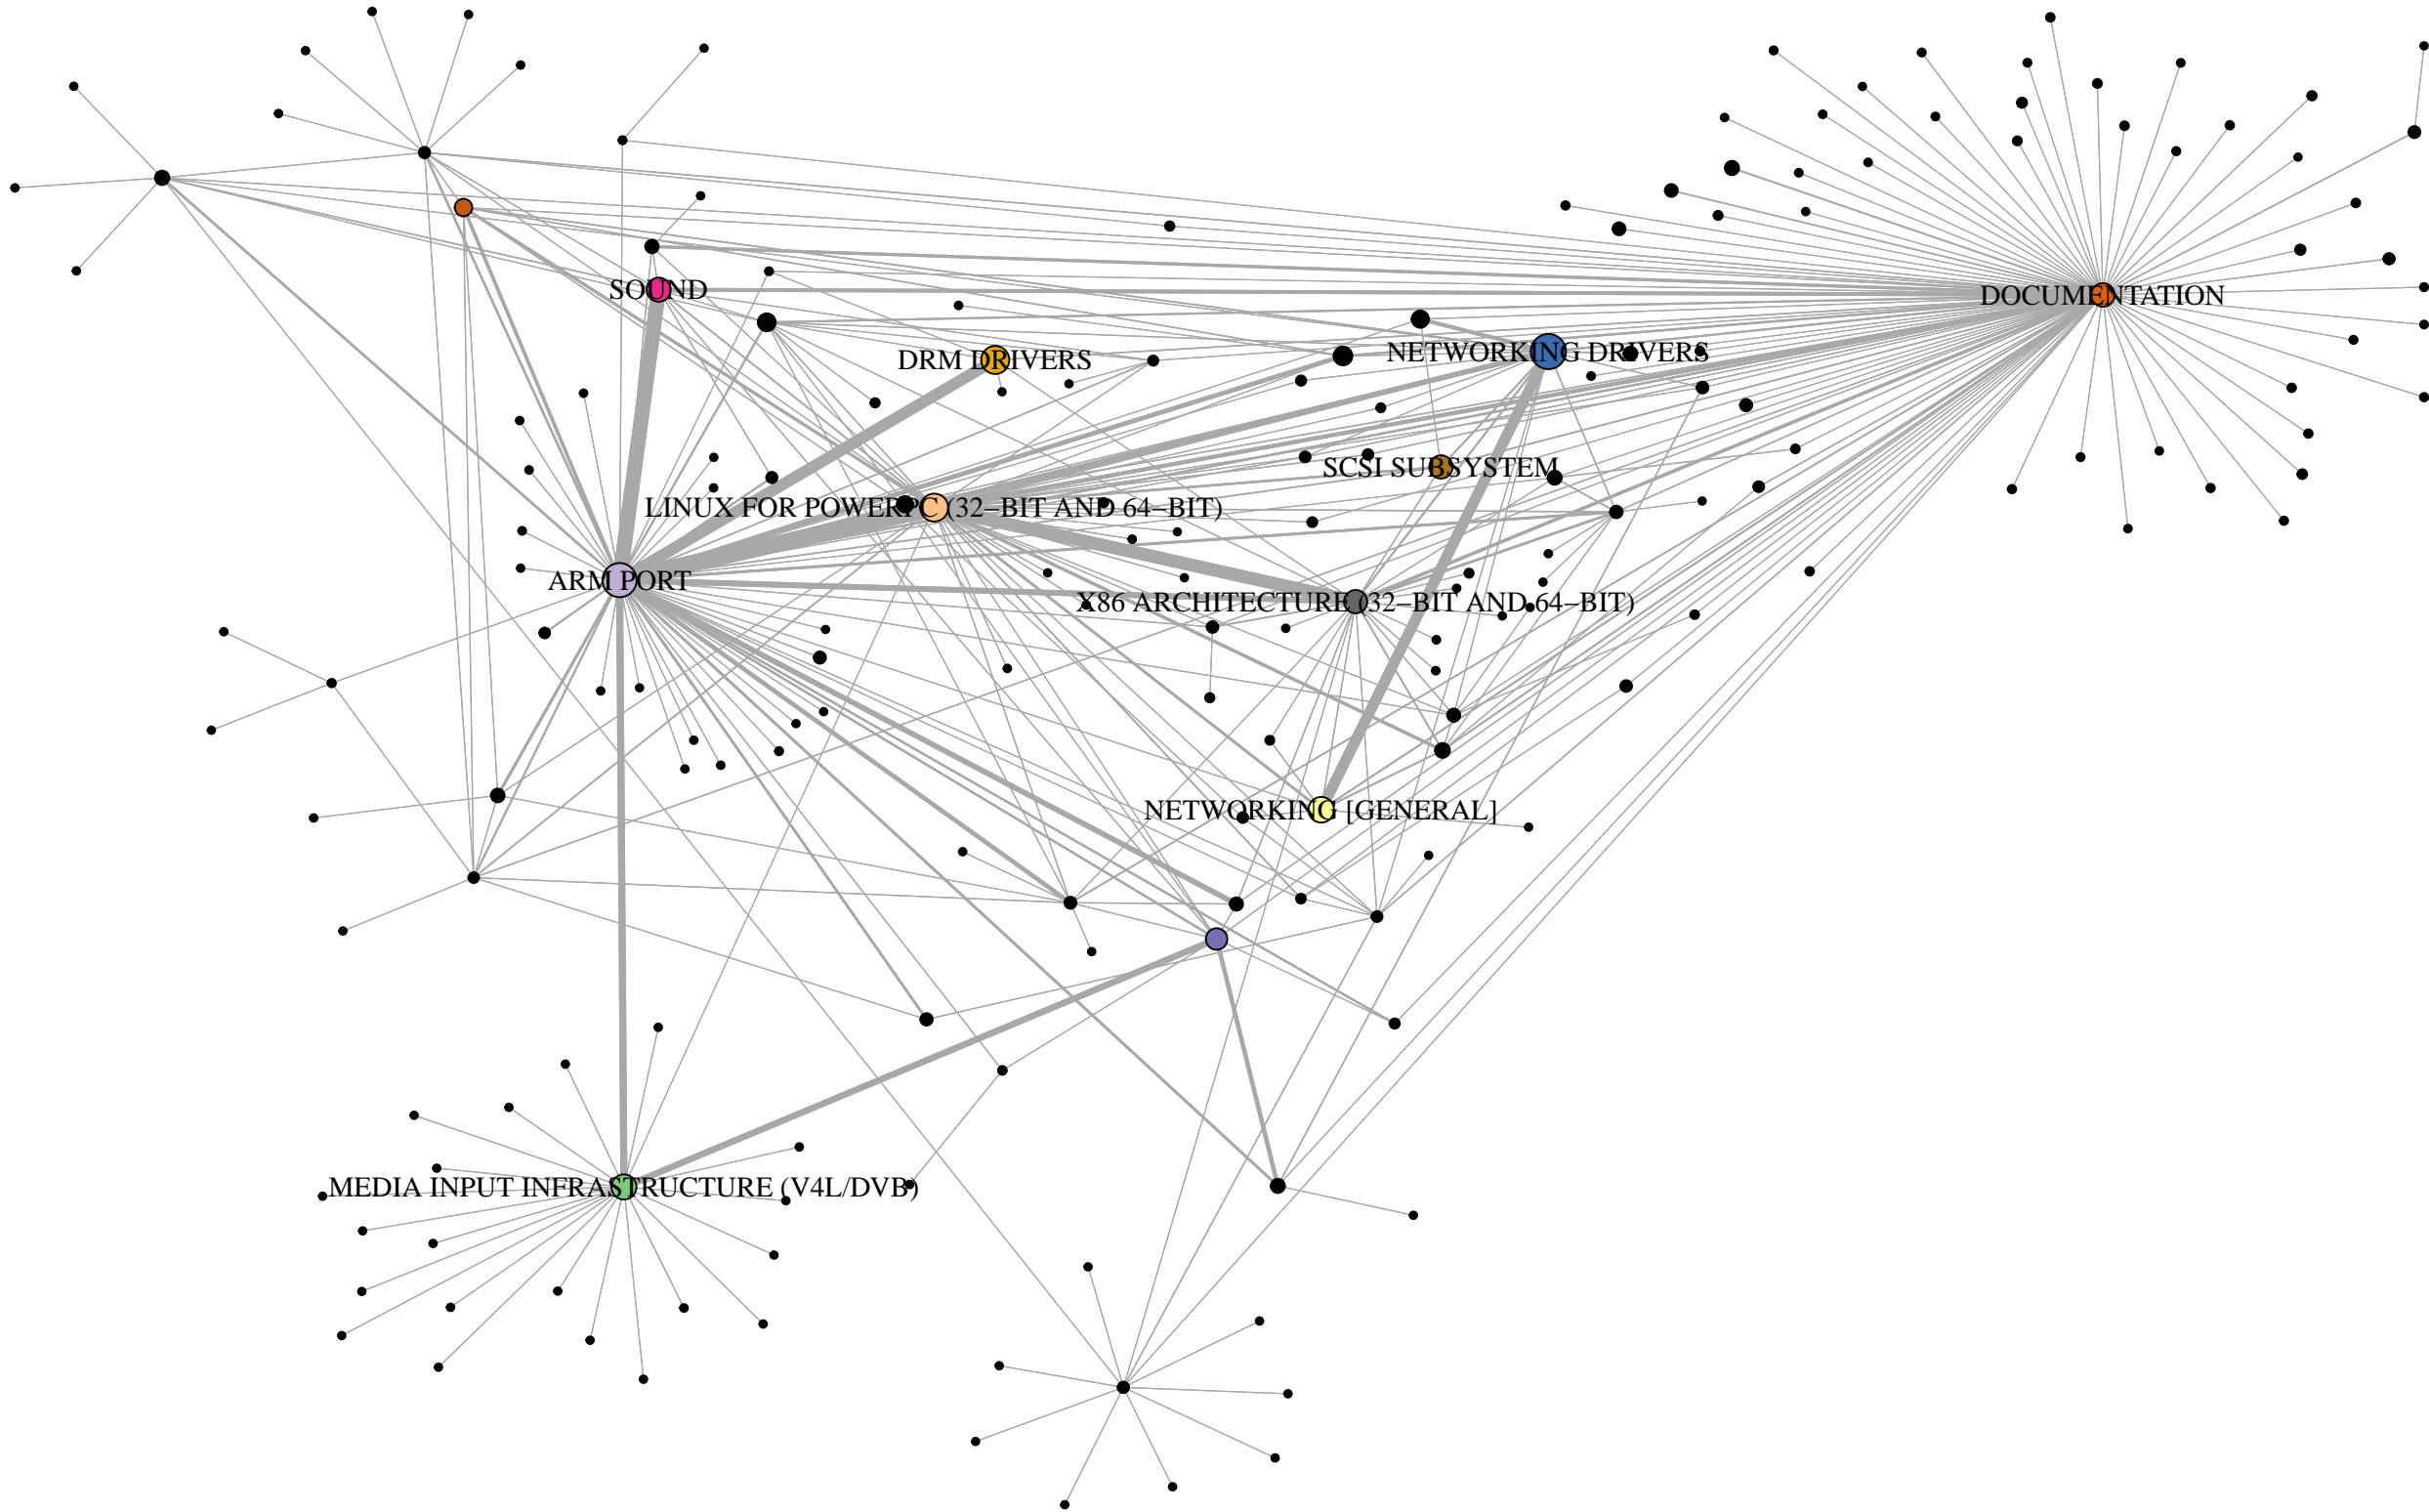 SOUND
DOCUMENTATION
DRM DRIVERS
NETWORKING DRIVERS
SCSI SUBSYSTEM
LINUX FOR POWERPC (32−BIT AND 64−BIT)
ARM PORT
X86 ARCHITECTURE (32−BIT AND 64−BIT)
NETWORKING [GENERAL]
MEDIA INPUT INFRASTRUCTURE (V4L/DVB)